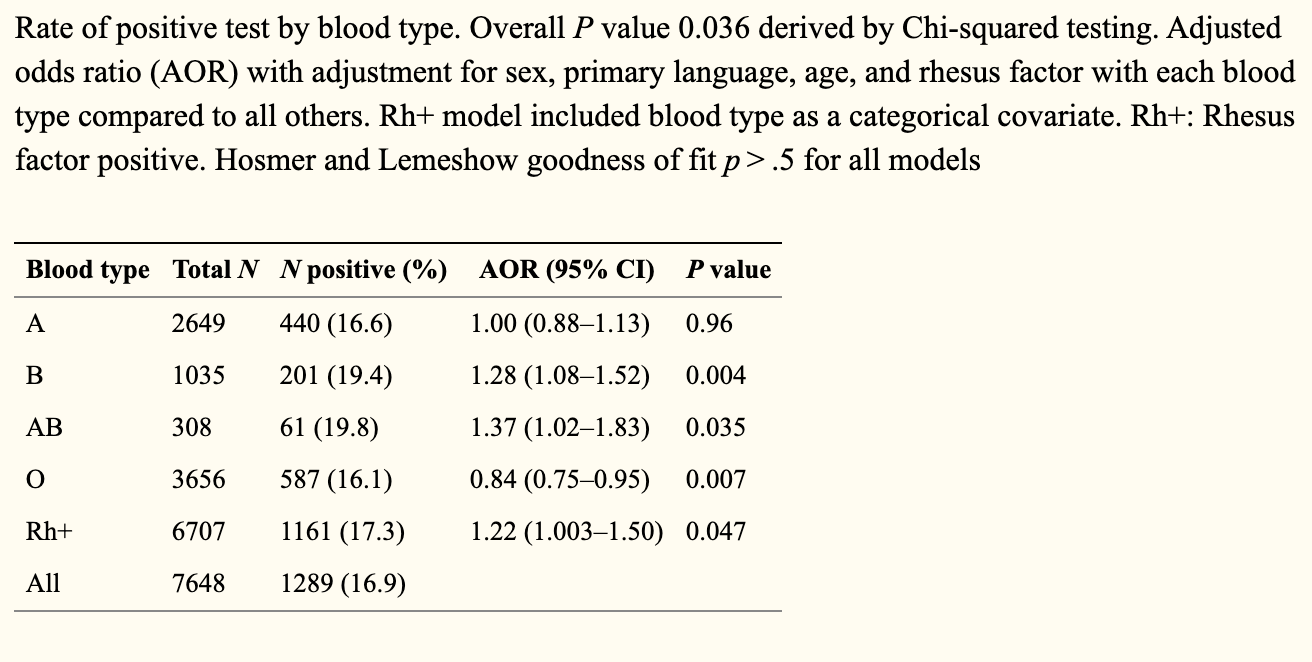 Rate of positive test by blood type. Overall P value 0.036 derived by Chi-squared testing. Adjusted
odds ratio (AOR) with adjustment for sex, primary language, age, and rhesus factor with each blood
type compared to all others. Rh+ model included blood type as a categorical covariate. Rh+: Rhesus
factor positive. Hosmer and Lemeshow goodness of fit p > .5 for all models
Blood type Total N N positive (%) AOR (95% CI) P value
A 2649 440 (16.6) 1.00 (0.88–1.13) 0.96
B 1035 201 (19.4) 1.28 (1.08–1.52) 0.004
AB 308 61 (19.8) 1.37 (1.02–1.83) 0.035
O 3656 587 (16.1) 0.84 (0.75–0.95) 0.007
Rh+ 6707 1161 (17.3) 1.22 (1.003–1.50) 0.047
All 7648 1289 (16.9)